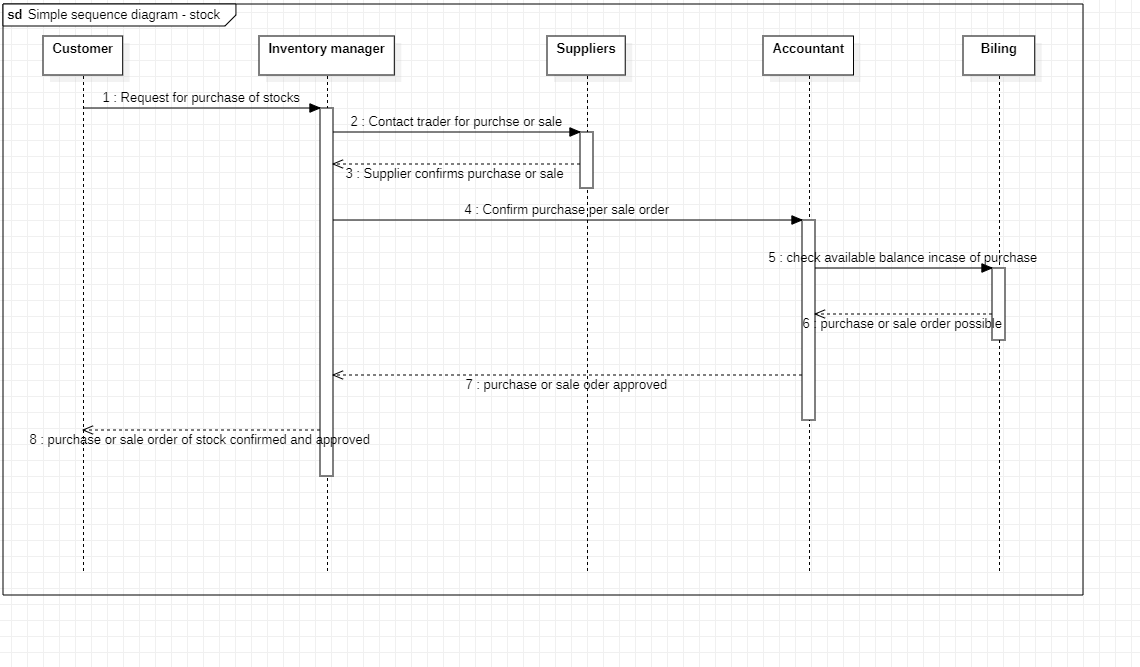 sd Simple sequence diagram - stock
Customer
Inventory manager
Suppliers
Accountant
Biling
1 : Request for purchase of stocks
2 : Contact trader for purchse or sale
3 : Supplier confirms purchase or sale
4 : Confirm purchase per sale order
5 : check available balance incase of purchase
6 : purchase or sale order possible
7 : purchase or sale oder approved
8 : purchase or sale order of stock confirmed and approved